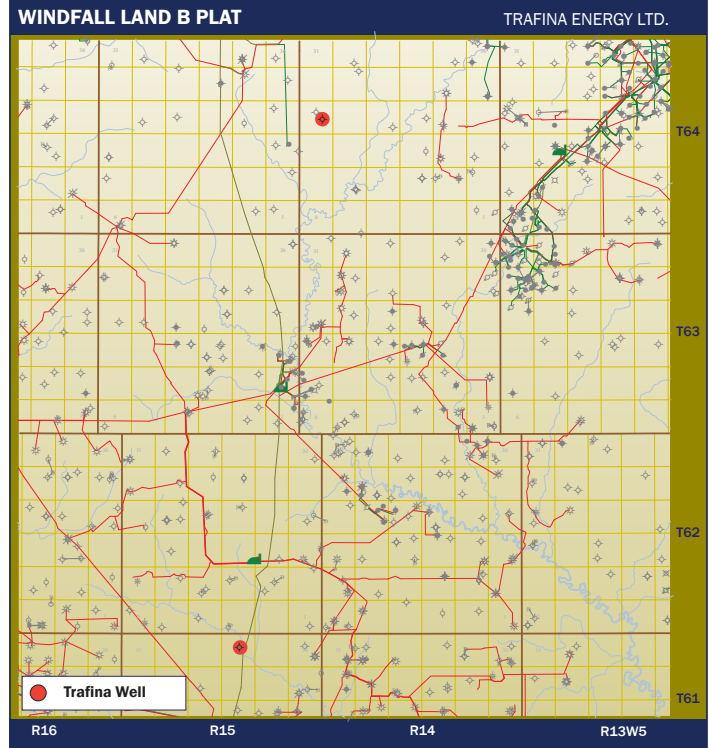 WINDFALL LAND B PLAT
TRAFINA ENERGY LTD.
T64
T63
T62
T61
Trafina Well
R16
R15
R14
R13W5